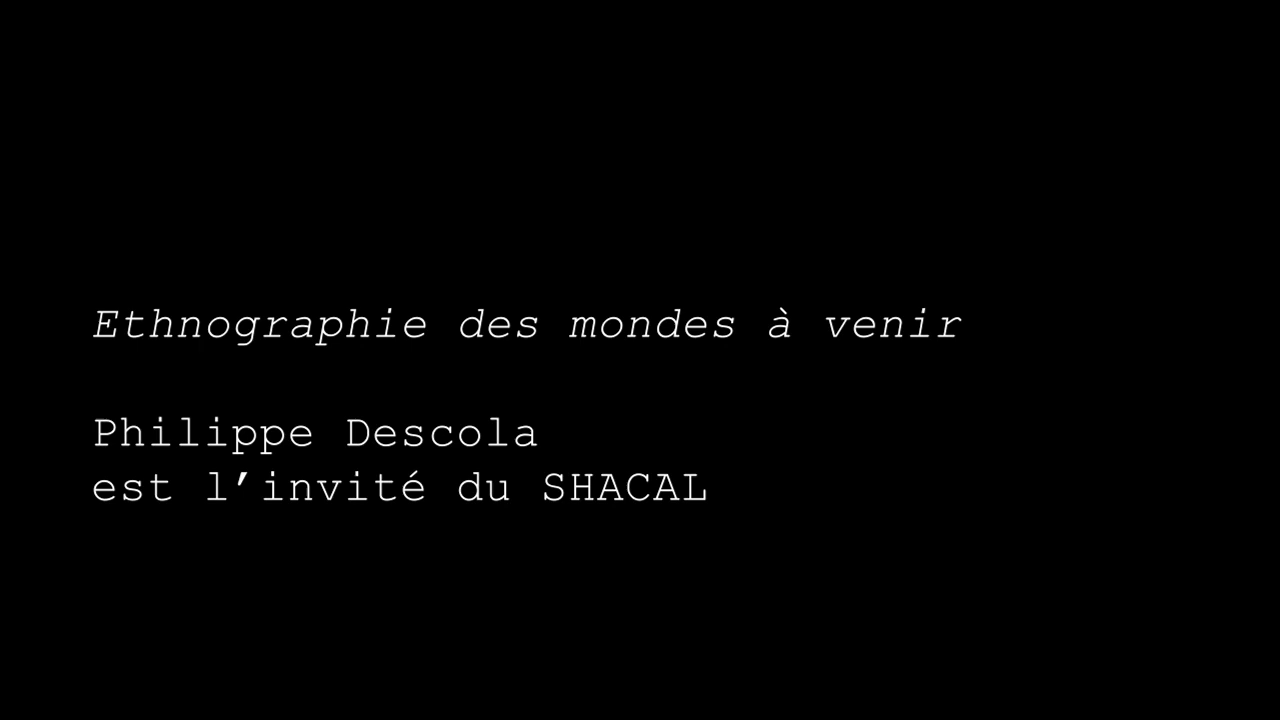 Ethnographie des mondes à venir
Philippe Descola
est l’invité du SHACAL